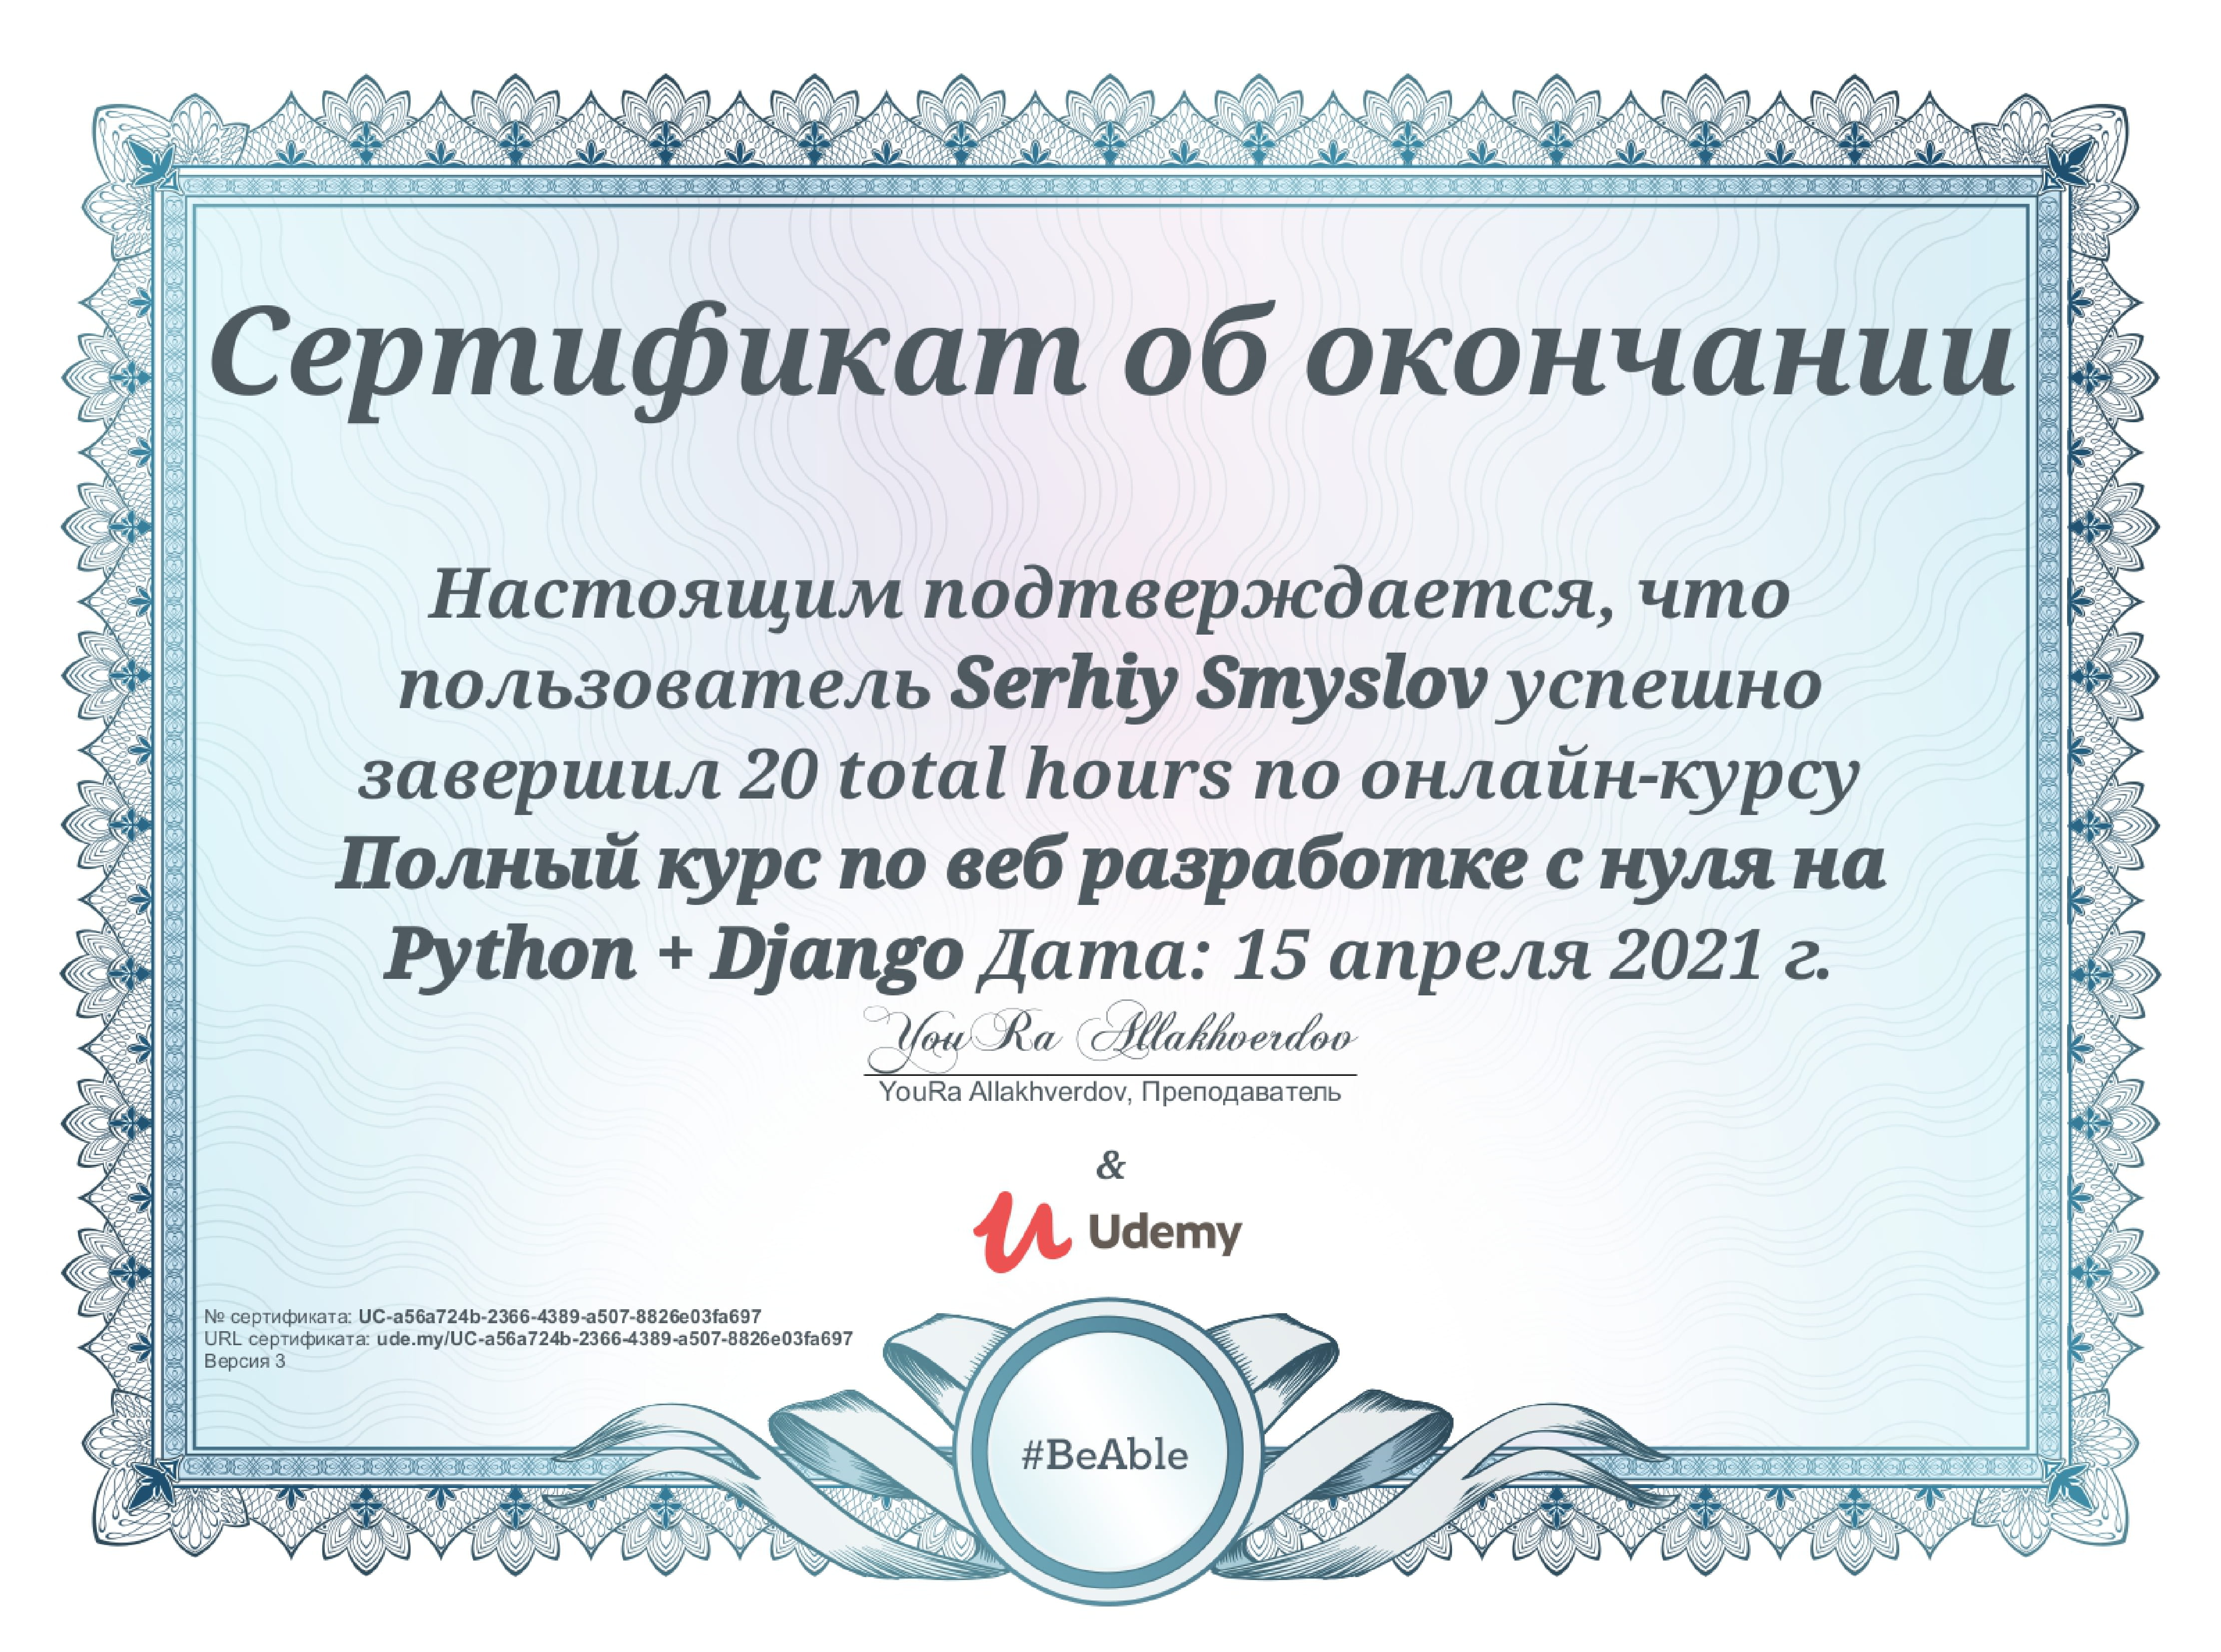 Сертификат об окончании
Настоящим подтверждается, что
пользователь Serhiy Smyslov успешно
завершил 20 total hours по онлайн-курсу
Полный курс по веб разработке с нуля на
Python + Django Дата: 15 апреля 2021 г.
YouRa Allakhverdov
YouRa Allakhverdov, Преподаватель
&
Udemy
№ сертификата: UC-a56a724b-2366-4389-a507-8826e03fa697
URL сертификата: ude.my/UC-a56a724b-2366-4389-a507-8826e03fa697
Версия 3
#BeAble